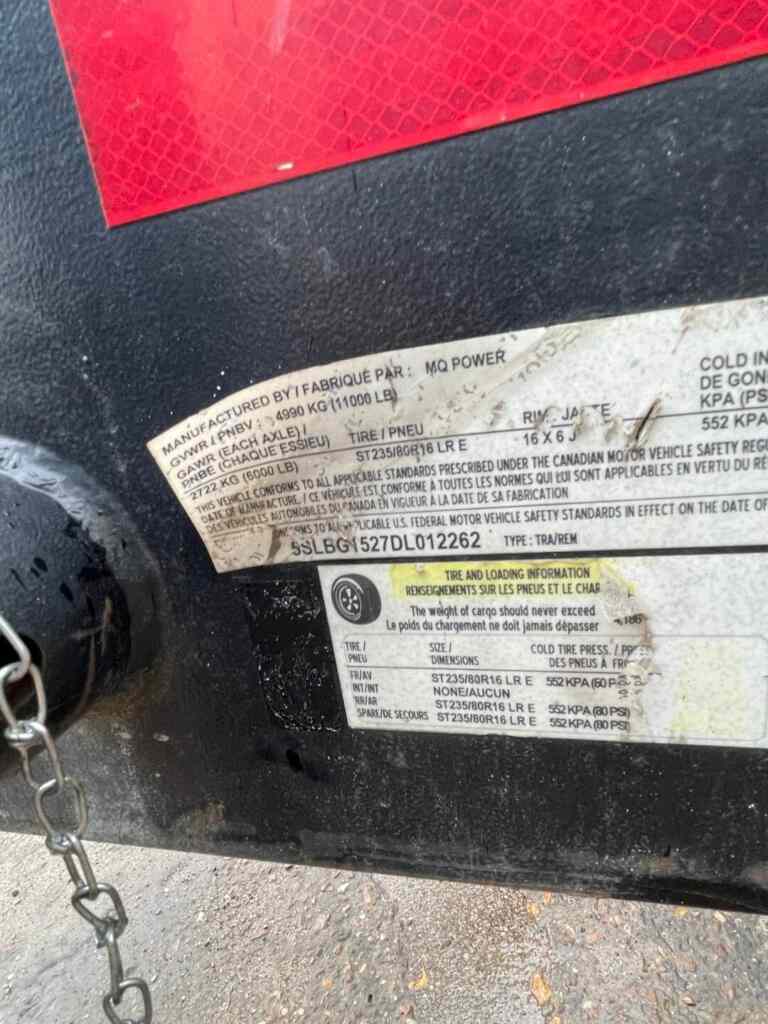 MANUFACTURED BY / FABRIQUE PAR : MQ POWER
GVWR / PNBV : 4990 KG (11000 LB)
GAWR (EACH AXLE) / TIRE / PNEU RIM / JANTE COLD IN
PNBE (CHAQUE ESSIEU) ST235/80R16 LR E 16 X 6 J DE GON
2722 KG (6000 LB) KPA (PS
552 KPA
THIS VEHICLE CONFORMS TO ALL APPLICABLE STANDARDS PRESCRIBED UNDER THE CANADIAN MOTOR VEHICLE SAFETY REGU
DATE OF MANUFACTURE. / CE VÉHICULE EST CONFORME À TOUTES LES NORMES QUI LUI SONT APPLICABLES EN VERTU DU RÈ
DES VÉHICULES AUTOMOBILES DU CANADA EN VIGUEUR À LA DATE DE SA FABRICATION
CONFORMS TO ALL APPLICABLE U.S. FEDERAL MOTOR VEHICLE SAFETY STANDARDS IN EFFECT ON THE DATE OF
5SLBG1527DL012262 TYPE: TRA/REM
TIRE AND LOADING INFORMATION
RENSEIGNEMENTS SUR LES PNEUS ET LE CHAR
The weight of cargo should never exceed
Le poids du chargement ne doit jamais dépasser 4,186
TIRE / SIZE / COLD TIRE PRESS. / PRES
PNEU DIMENSIONS DES PNEUS À FR
FR/AV ST235/80R16 LR E 552 KPA (80 P
INT/INT NONE/AUCUN
RR/AR ST235/80R16 LR E 552 KPA (80 PSI)
SPARE/DE SECOURS ST235/80R16 LR E 552 KPA (80 PSI)